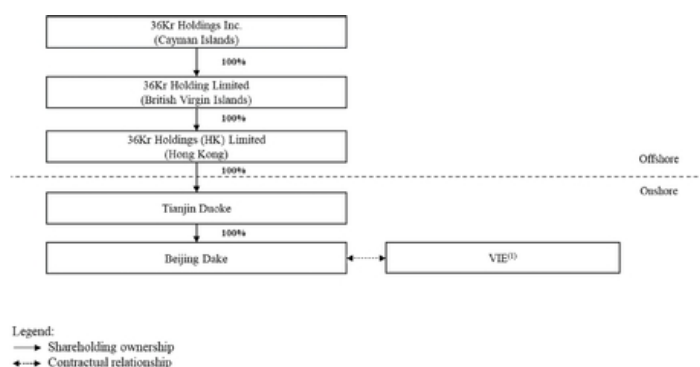 36Kr Holdings Inc.
(Cayman Islands)
100%
36Kr Holding Limited
(British Virgin Islands)
100%
36Kr Holdings (HK) Limited
(Hong Kong)
Offshore
100%
Onshore
Tianjin Duoke
100%
Beijing Dake
VIE(1)
Legend:
Shareholding ownership
Contractual relationship